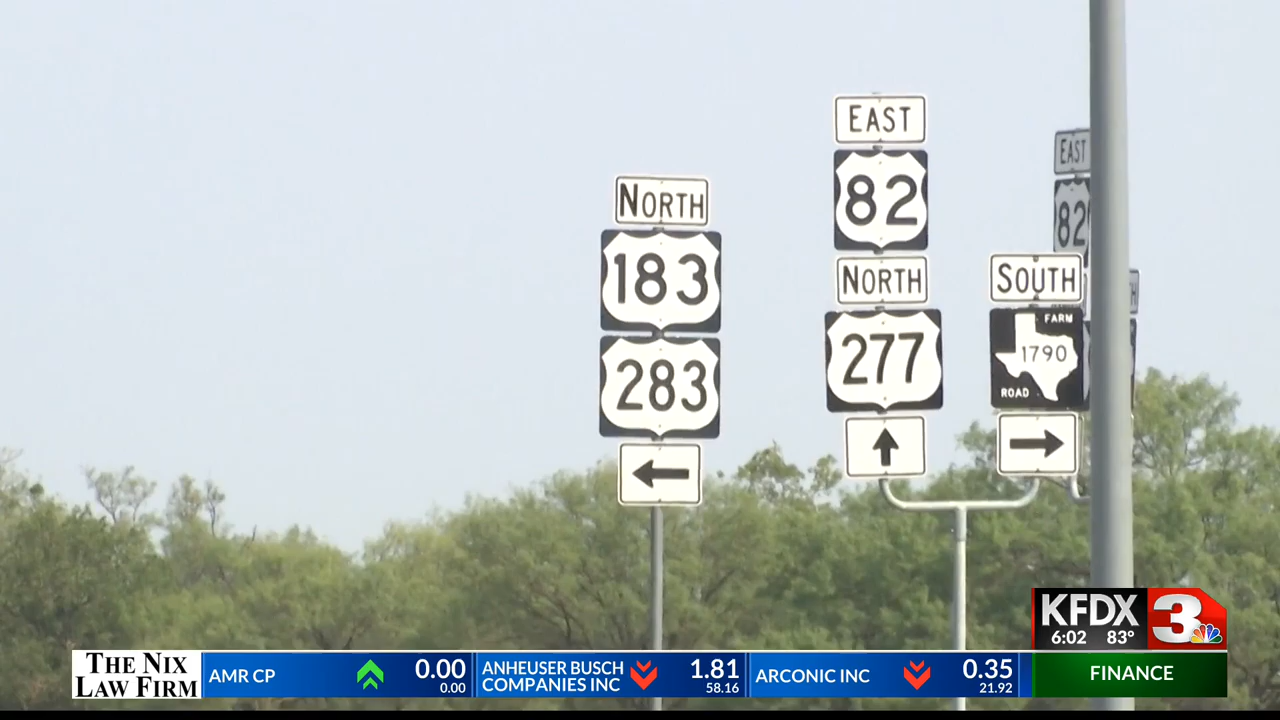 NORTH
183
283
EAST
82
NORTH
277
SOUTH
FARM
1790
ROAD
EAST
82
KFDX 3
6:02 83°
THE NIX
LAW FIRM
AMR CP
0.00
0.00
ANHEUSER BUSCH
COMPANIES INC
1.81
58.16
ARCONIC INC
0.35
21.92
FINANCE